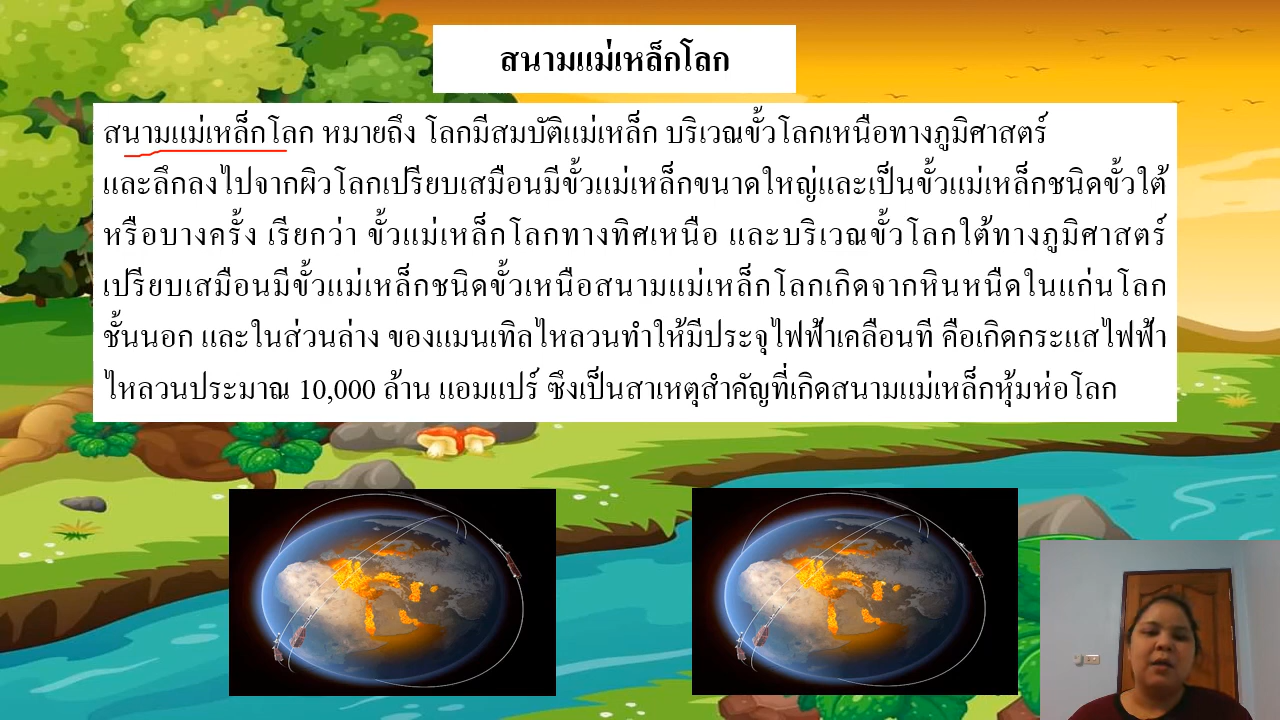 สนามแม่เหล็กโลก
สนามแม่เหล็กโลก หมายถึง โลกมีสมบัติแม่เหล็ก บริเวณขั้วโลกเหนือทางภูมิศาสตร์
และลึกลงไปจากผิวโลกเปรียบเสมือนมีขั้วแม่เหล็กขนาดใหญ่และเป็นขั้วแม่เหล็กชนิดขั้วใต้
หรือบางครั้ง เรียกว่า ขั้วแม่เหล็กโลกทางทิศเหนือ และบริเวณขั้วโลกใต้ทางภูมิศาสตร์
เปรียบเสมือนมีขั้วแม่เหล็กชนิดขั้วเหนือสนามแม่เหล็กโลกเกิดจากหินหนืดในแก่นโลก
ชั้นนอก และในส่วนล่าง ของแมนเทิลไหลวนทำให้มีประจุไฟฟ้าเคลือนที คือเกิดกระแสไฟฟ้า
ไหลวนประมาณ 10,000 ล้าน แอมแปร์ ซึงเป็นสาเหตุสำคัญที่เกิดสนามแม่เหล็กหุ้มห่อโลก